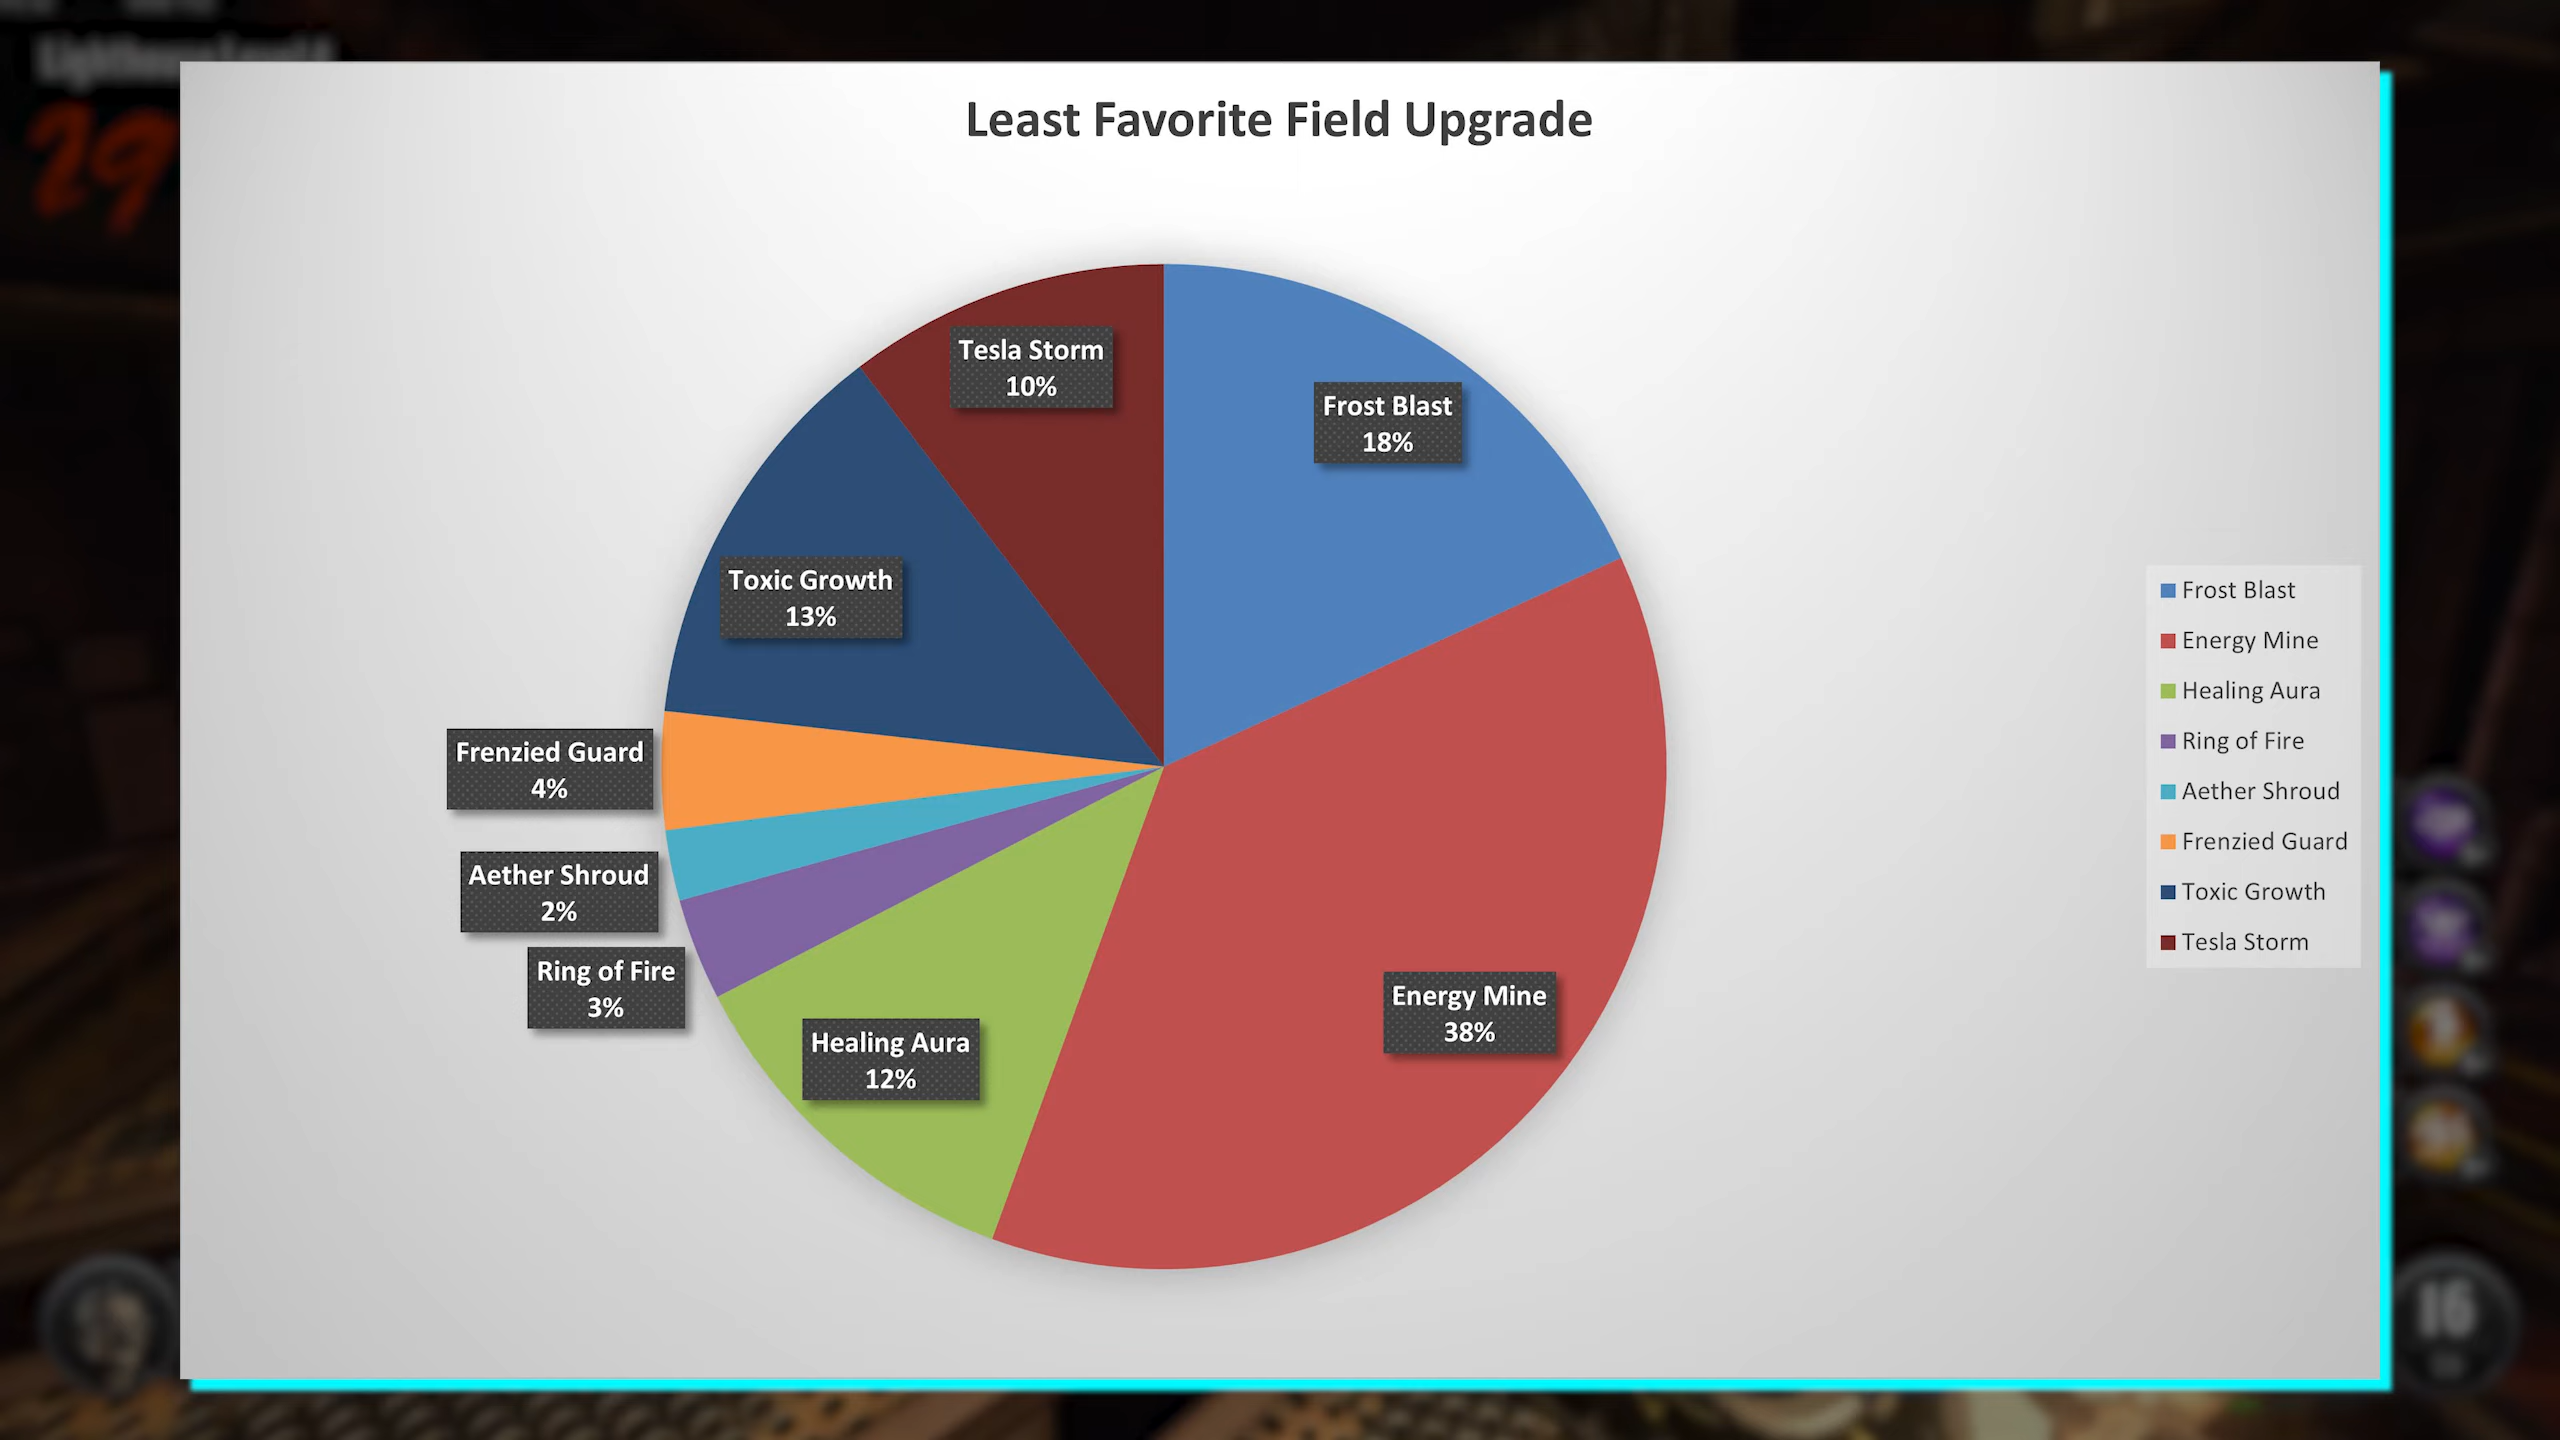 29
Least Favorite Field Upgrade
Tesla Storm
10%
Frost Blast
18%
Toxic Growth
13%
Frenzied Guard
4%
Aether Shroud
2%
Ring of Fire
3%
Healing Aura
12%
Energy Mine
38%
Frost Blast
Energy Mine
Healing Aura
Ring of Fire
Aether Shroud
Frenzied Guard
Toxic Growth
Tesla Storm
16